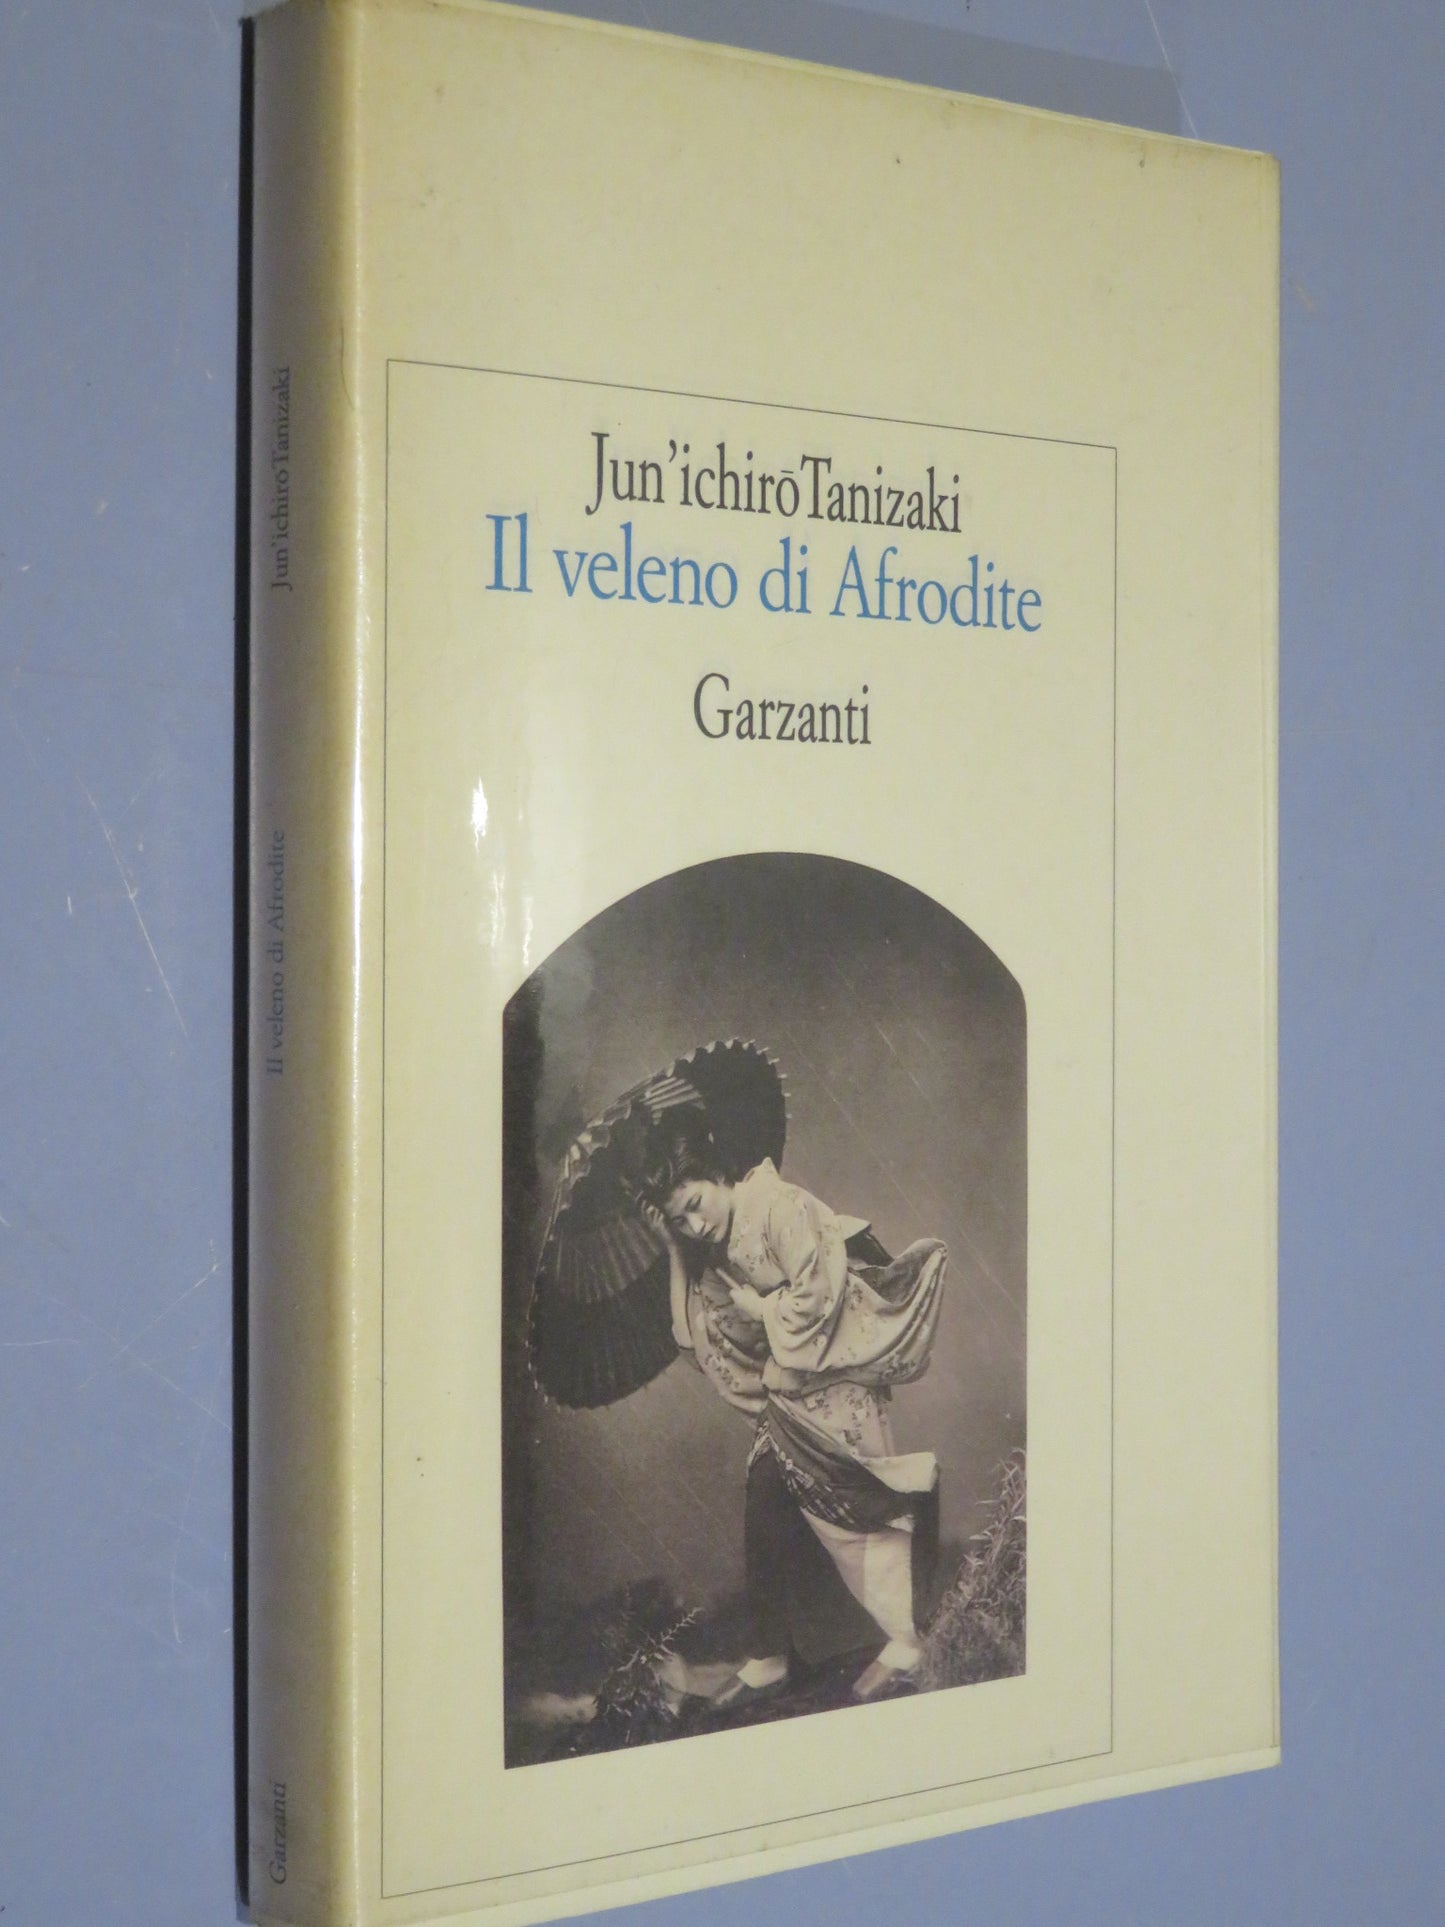 Jun'ichirō Tanizaki
Il veleno di Afrodite
Garzanti
Jun'ichirō Tanizaki
Il veleno di Afrodite
Garzanti